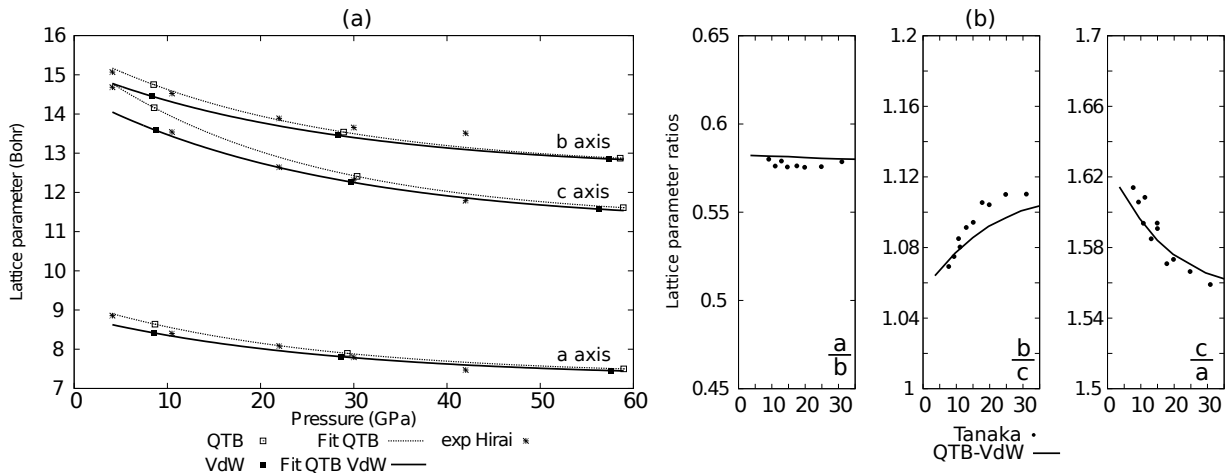 (a)
Lattice parameter (Bohr)
16
15
14
13
12
11
10
9
8
7
b axis
c axis
a axis
0 10 20 30 40 50 60
Pressure (GPa)
QTB Fit QTB exp Hirai
VdW Fit QTB VdW
(b)
Lattice parameter ratios
0.65
0.6
0.55
0.5
0.45
a
b
0 10 20 30
1.2
1.16
1.12
1.08
1.04
1
b
c
0 10 20 30
1.7
1.66
1.62
1.58
1.54
1.5
c
a
0 10 20 30
Tanaka
QTB-VdW